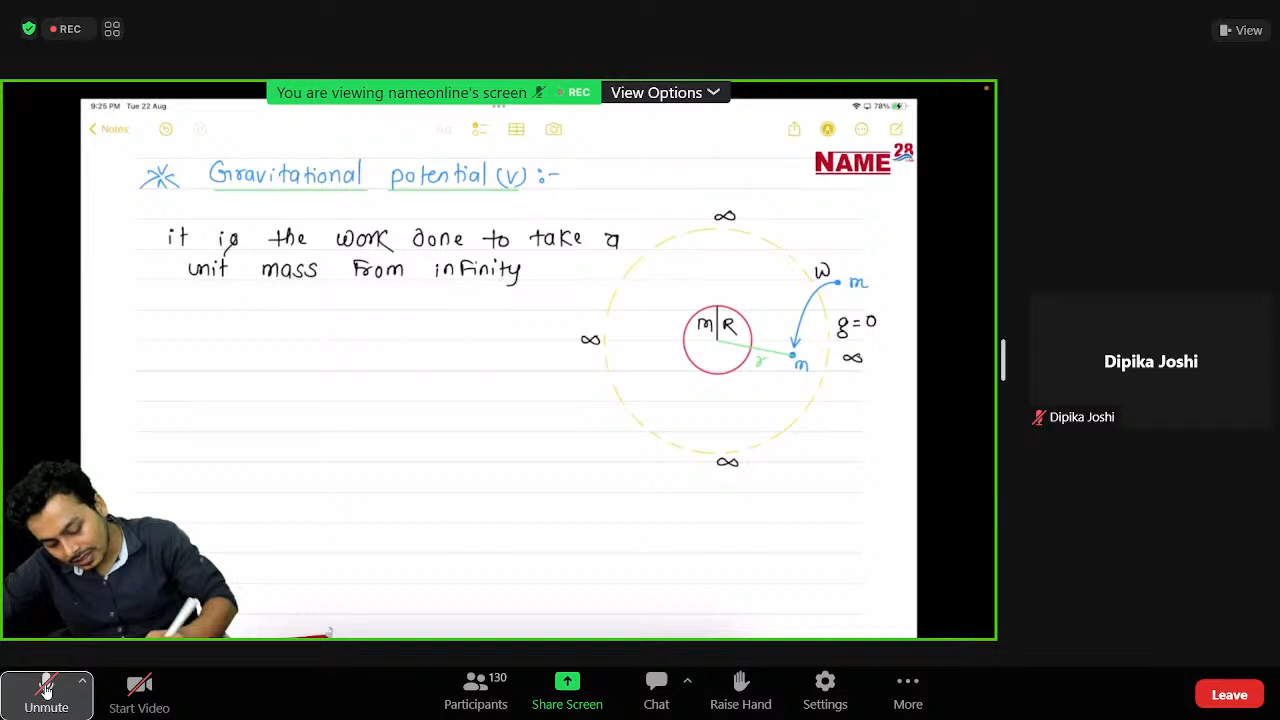 REC
View
You are viewing nameonline's screen
REC
View Options
9:25 PM Tue 22 Aug
78%
Notes
Aa
NAME 28
Gravitational potential (v) :-
it is the work done to take a
unit mass from infinity
∞
w
m
m R
g = 0
∞
∞
r
m
∞
Dipika Joshi
Dipika Joshi
Unmute
Start Video
130
Participants
Share Screen
Chat
Raise Hand
Settings
More
Leave